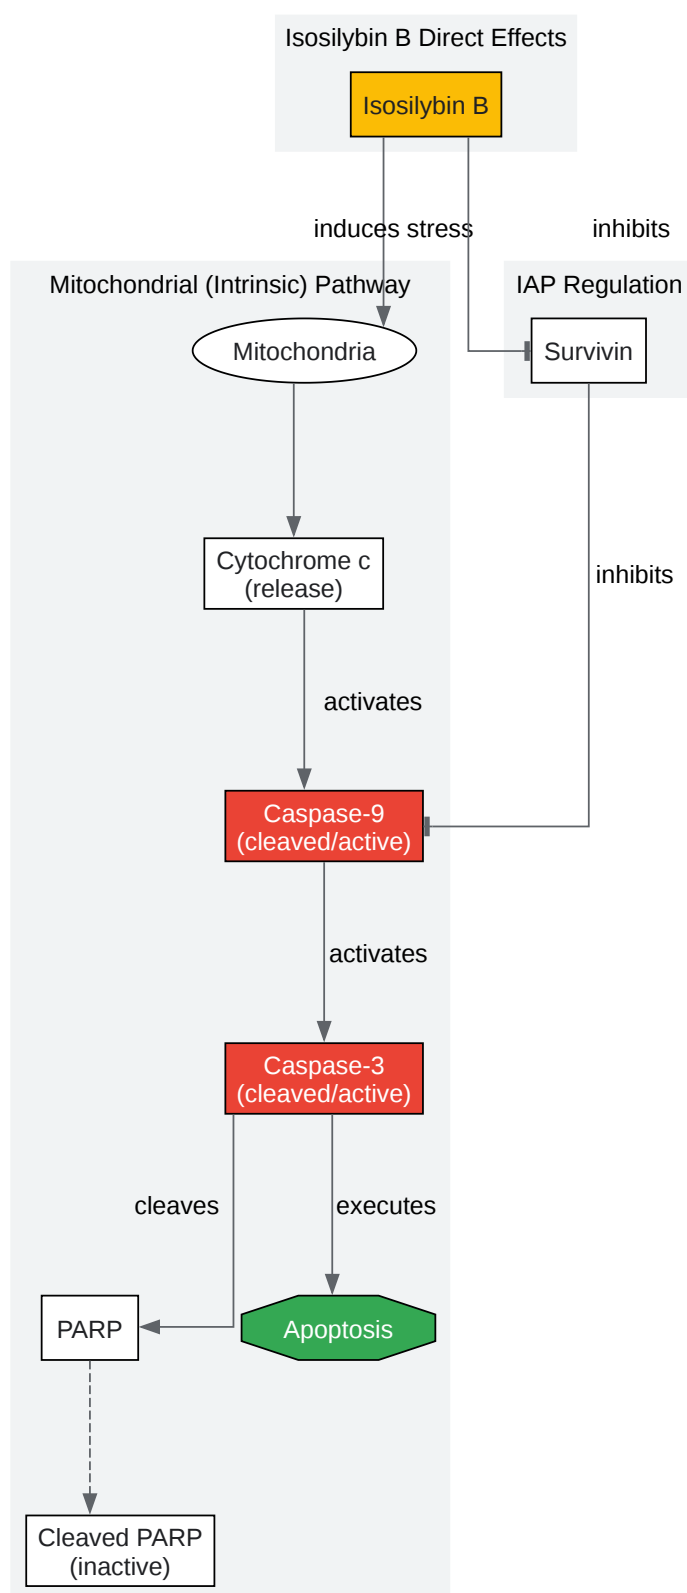 Isosilybin B Direct Effects
Isosilybin B
induces stress
inhibits
Mitochondrial (Intrinsic) Pathway
IAP Regulation
Mitochondria
Survivin
Cytochrome c
(release)
inhibits
activates
Caspase-9
(cleaved/active)
activates
Caspase-3
(cleaved/active)
cleaves
executes
PARP
Apoptosis
Cleaved PARP
(inactive)